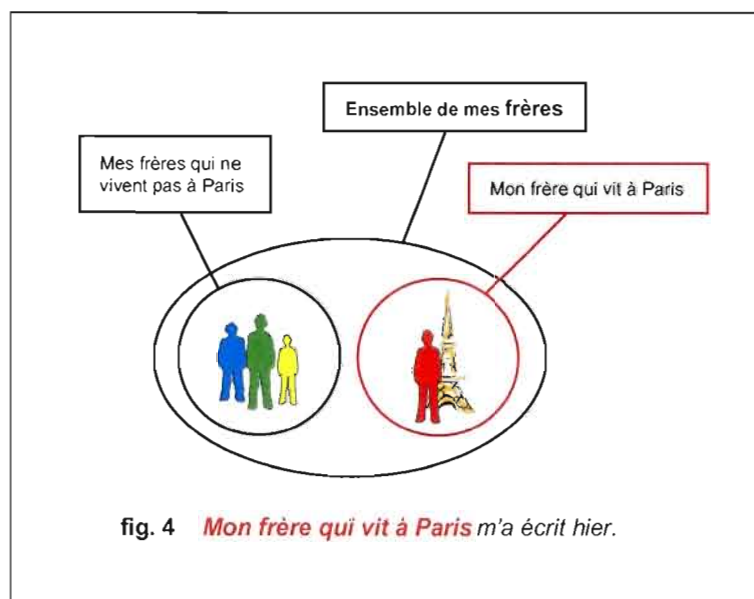 Ensemble de mes frères
Mes frères qui ne
vivent pas à Paris
Mon frère qui vit à Paris
fig. 4 Mon frère qui vit à Paris m'a écrit hier.